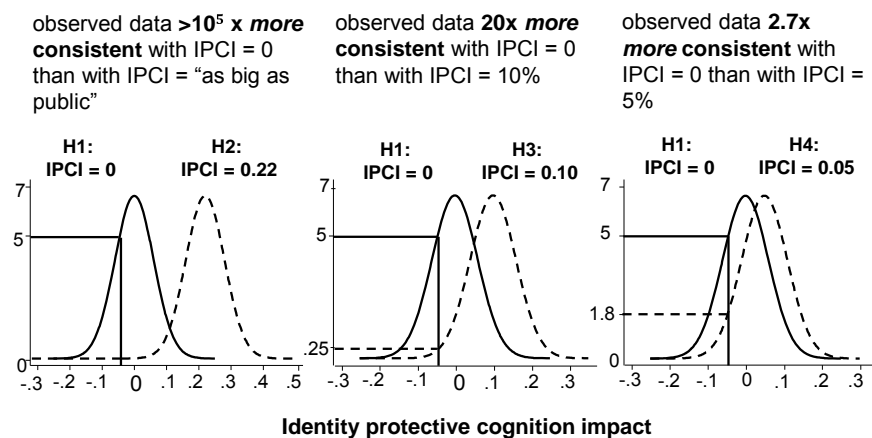 observed data >10⁵ x more
consistent with IPCI = 0
than with IPCI = “as big as
public”
observed data 20x more
consistent with IPCI = 0
than with IPCI = 10%
observed data 2.7x
more consistent with
IPCI = 0 than with IPCI =
5%
H1:
IPCI = 0
H2:
IPCI = 0.22
7
5
0
-.3 -.2 -.1 0 .1 .2 .3 .4 .5
H1:
IPCI = 0
H3:
IPCI = 0.10
7
5
.25
-.3 -.2 -.1 0 .1 .2 .3
H1:
IPCI = 0
H4:
IPCI = 0.05
7
5
1.8
0
-.3 -.2 -.1 0 .1 .2 .3
Identity protective cognition impact